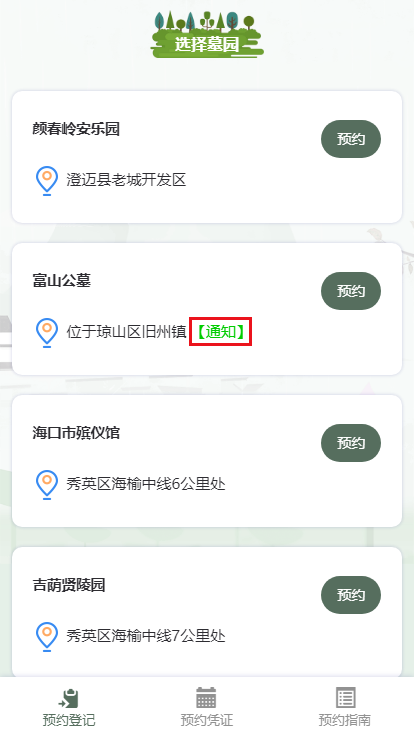 选择墓园
颜春岭安乐园
预约
澄迈县老城开发区
富山公墓
预约
位于琼山区旧州镇【通知】
海口市殡仪馆
预约
秀英区海榆中线6公里处
吉荫贤陵园
预约
秀英区海榆中线7公里处
预约登记 预约凭证 预约指南